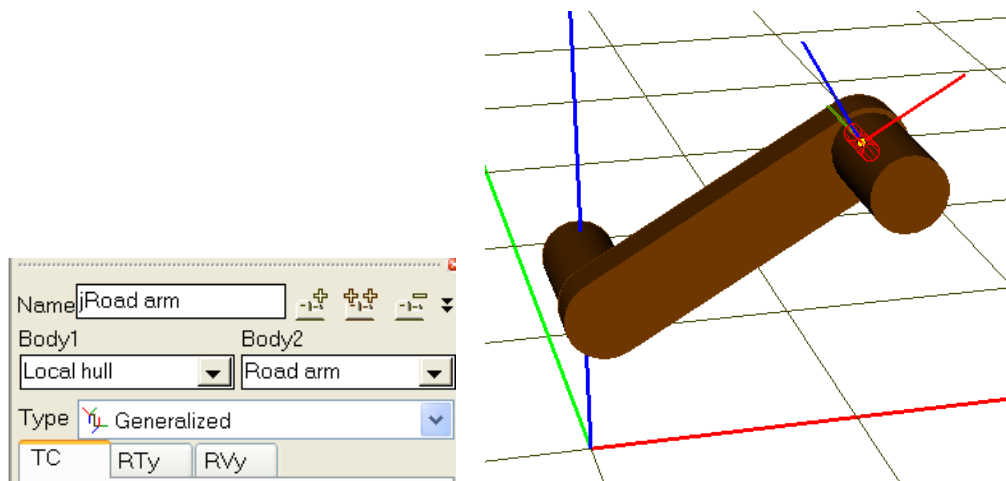 Name jRoad arm
Body1 Body2
Local hull Road arm
Type Generalized
TC RTy RVy